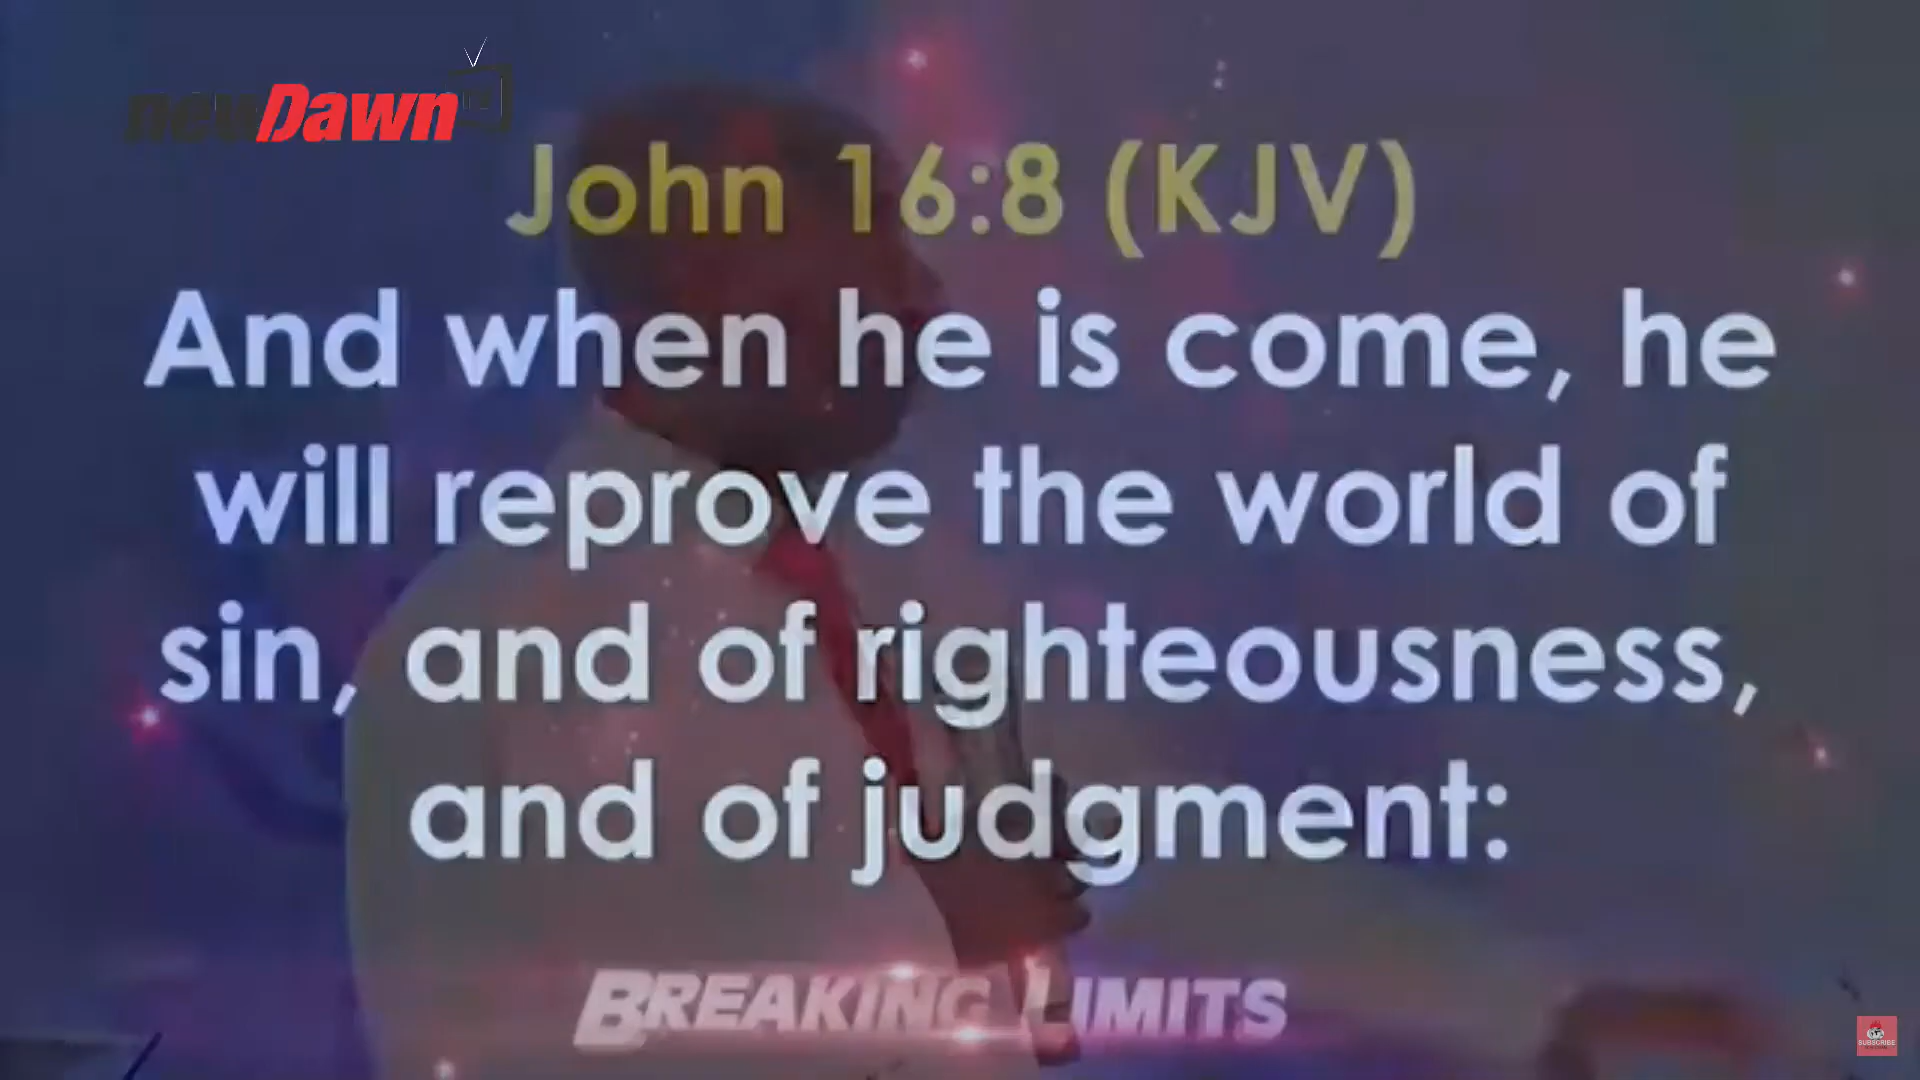 newDawn
John 16:8 (KJV)
And when he is come, he
will reprove the world of
sin, and of righteousness,
and of judgment:
BREAKING LIMITS
SUBSCRIBE